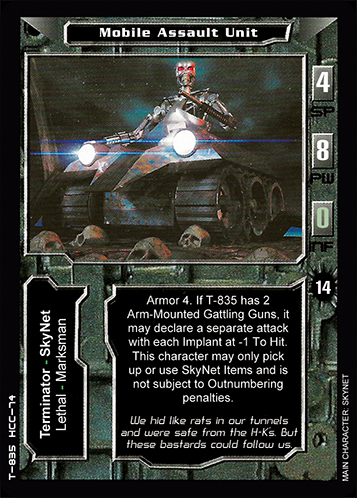 Mobile Assault Unit
4
SP
8
PW
0
NF
14
Terminator - SkyNet
Lethal - Marksman
Armor 4. If T-835 has 2
Arm-Mounted Gattling Guns, it
may declare a separate attack
with each Implant at -1 To Hit.
This character may only pick
up or use SkyNet Items and is
not subject to Outnumbering
penalties.
We hid like rats in our tunnels
and were safe from the H-K's. But
these bastards could follow us.
T-835 HCC-74
MAIN CHARACTER: SKYNET